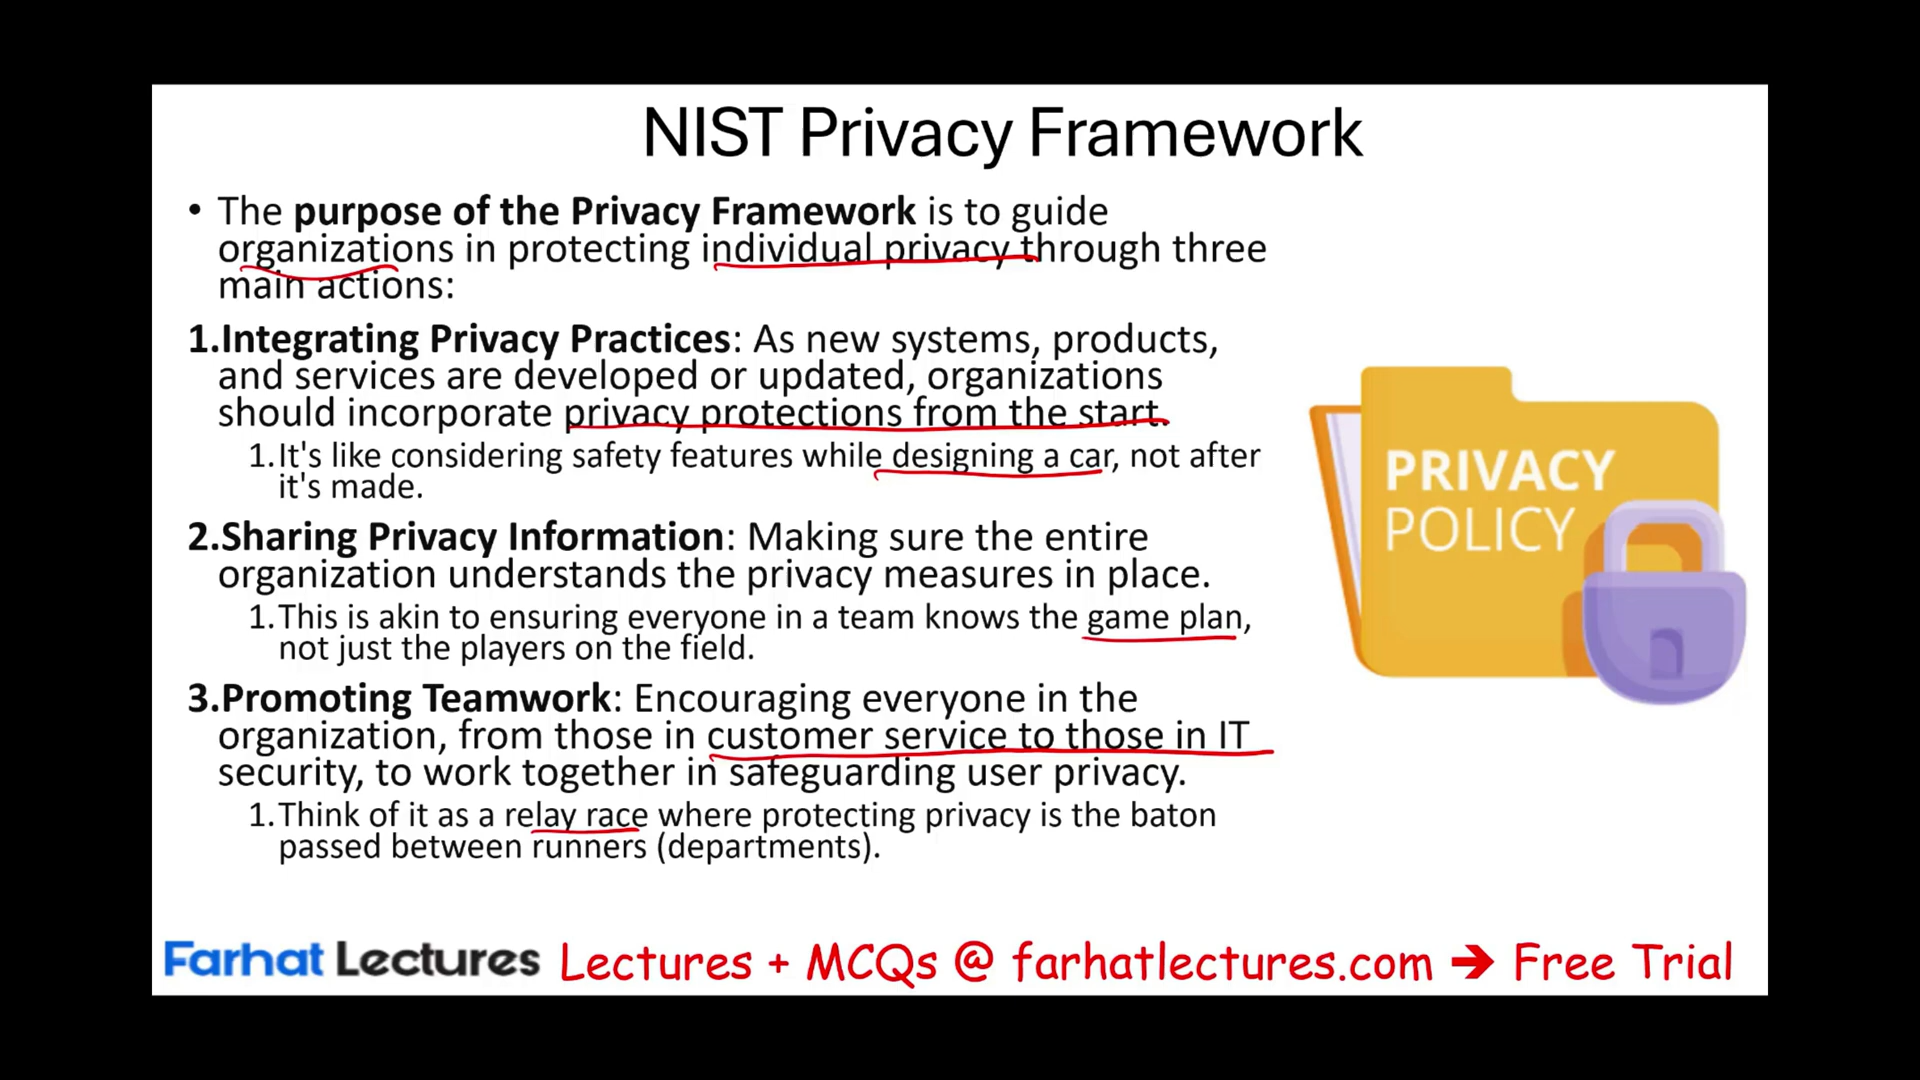 NIST Privacy Framework
• The purpose of the Privacy Framework is to guide
organizations in protecting individual privacy through three
main actions:
1.Integrating Privacy Practices: As new systems, products,
and services are developed or updated, organizations
should incorporate privacy protections from the start.
1.It's like considering safety features while designing a car, not after
it's made.
2.Sharing Privacy Information: Making sure the entire
organization understands the privacy measures in place.
1.This is akin to ensuring everyone in a team knows the game plan,
not just the players on the field.
3.Promoting Teamwork: Encouraging everyone in the
organization, from those in customer service to those in IT
security, to work together in safeguarding user privacy.
1.Think of it as a relay race where protecting privacy is the baton
passed between runners (departments).
PRIVACY
POLICY
Farhat Lectures Lectures + MCQs @ farhatlectures.com → Free Trial